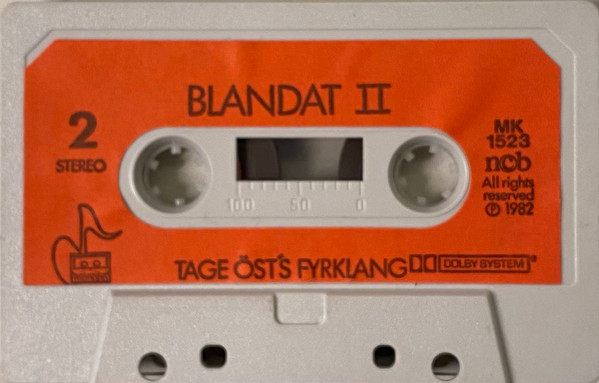 BLANDAT II
2
STEREO
MK
1523
ncb
All rights
reserved
℗ 1982
100 50 0
TAGE ÖST'S FYRKLANG DOLBY SYSTEM®